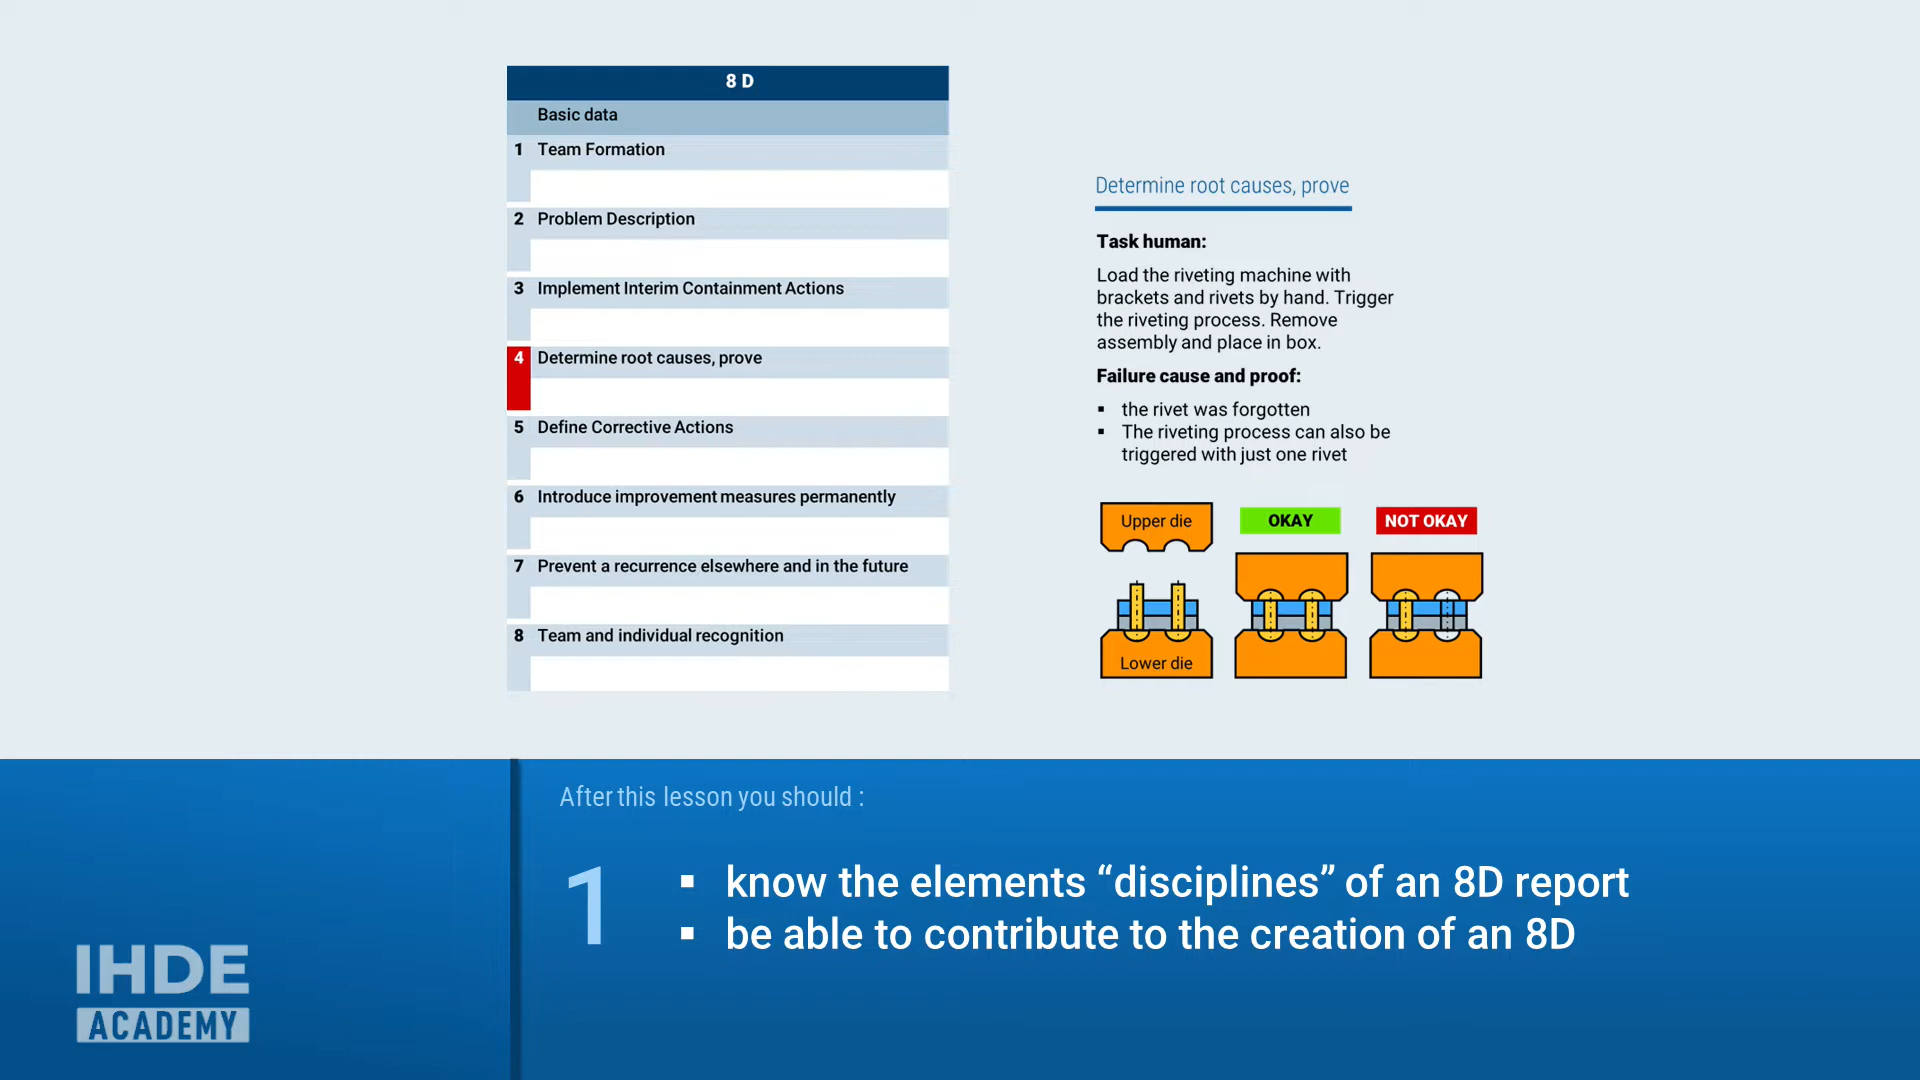 8 D
Basic data
1 Team Formation
2 Problem Description
3 Implement Interim Containment Actions
4 Determine root causes, prove
5 Define Corrective Actions
6 Introduce improvement measures permanently
7 Prevent a recurrence elsewhere and in the future
8 Team and individual recognition
Determine root causes, prove
Task human:
Load the riveting machine with
brackets and rivets by hand. Trigger
the riveting process. Remove
assembly and place in box.
Failure cause and proof:
▪ the rivet was forgotten
▪ The riveting process can also be
triggered with just one rivet
Upper die
OKAY
NOT OKAY
Lower die
After this lesson you should :
1
▪ know the elements “disciplines” of an 8D report
▪ be able to contribute to the creation of an 8D
IHDE
ACADEMY